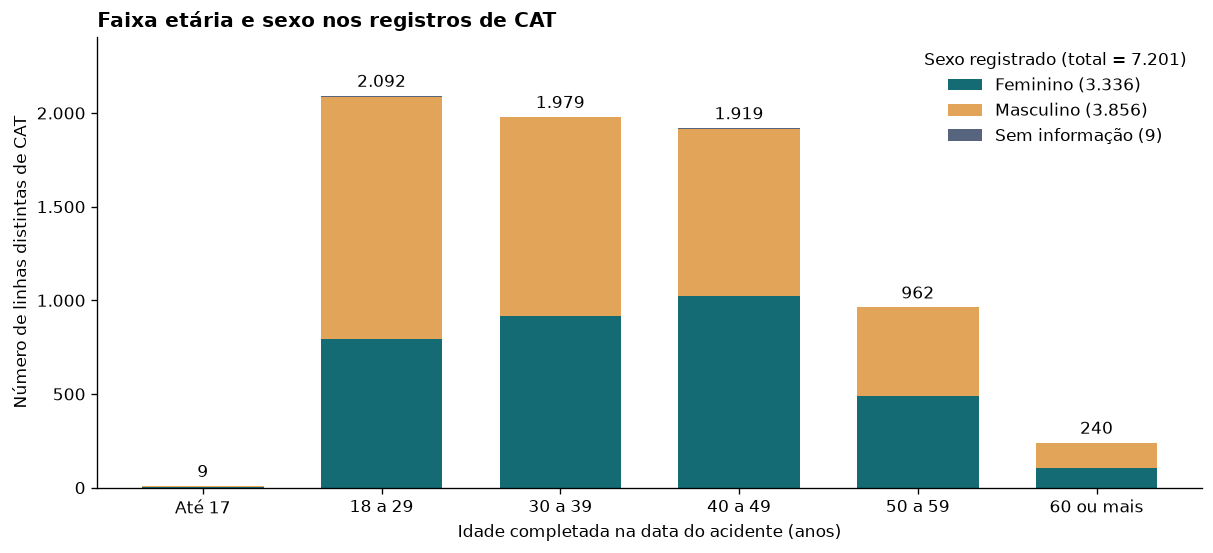 Faixa etária e sexo nos registros de CAT
Sexo registrado (total = 7.201)
Feminino (3.336)
Masculino (3.856)
Sem informação (9)
Número de linhas distintas de CAT
2.000
1.500
1.000
500
0
9
2.092
1.979
1.919
962
240
Até 17
18 a 29
30 a 39
40 a 49
50 a 59
60 ou mais
Idade completada na data do acidente (anos)